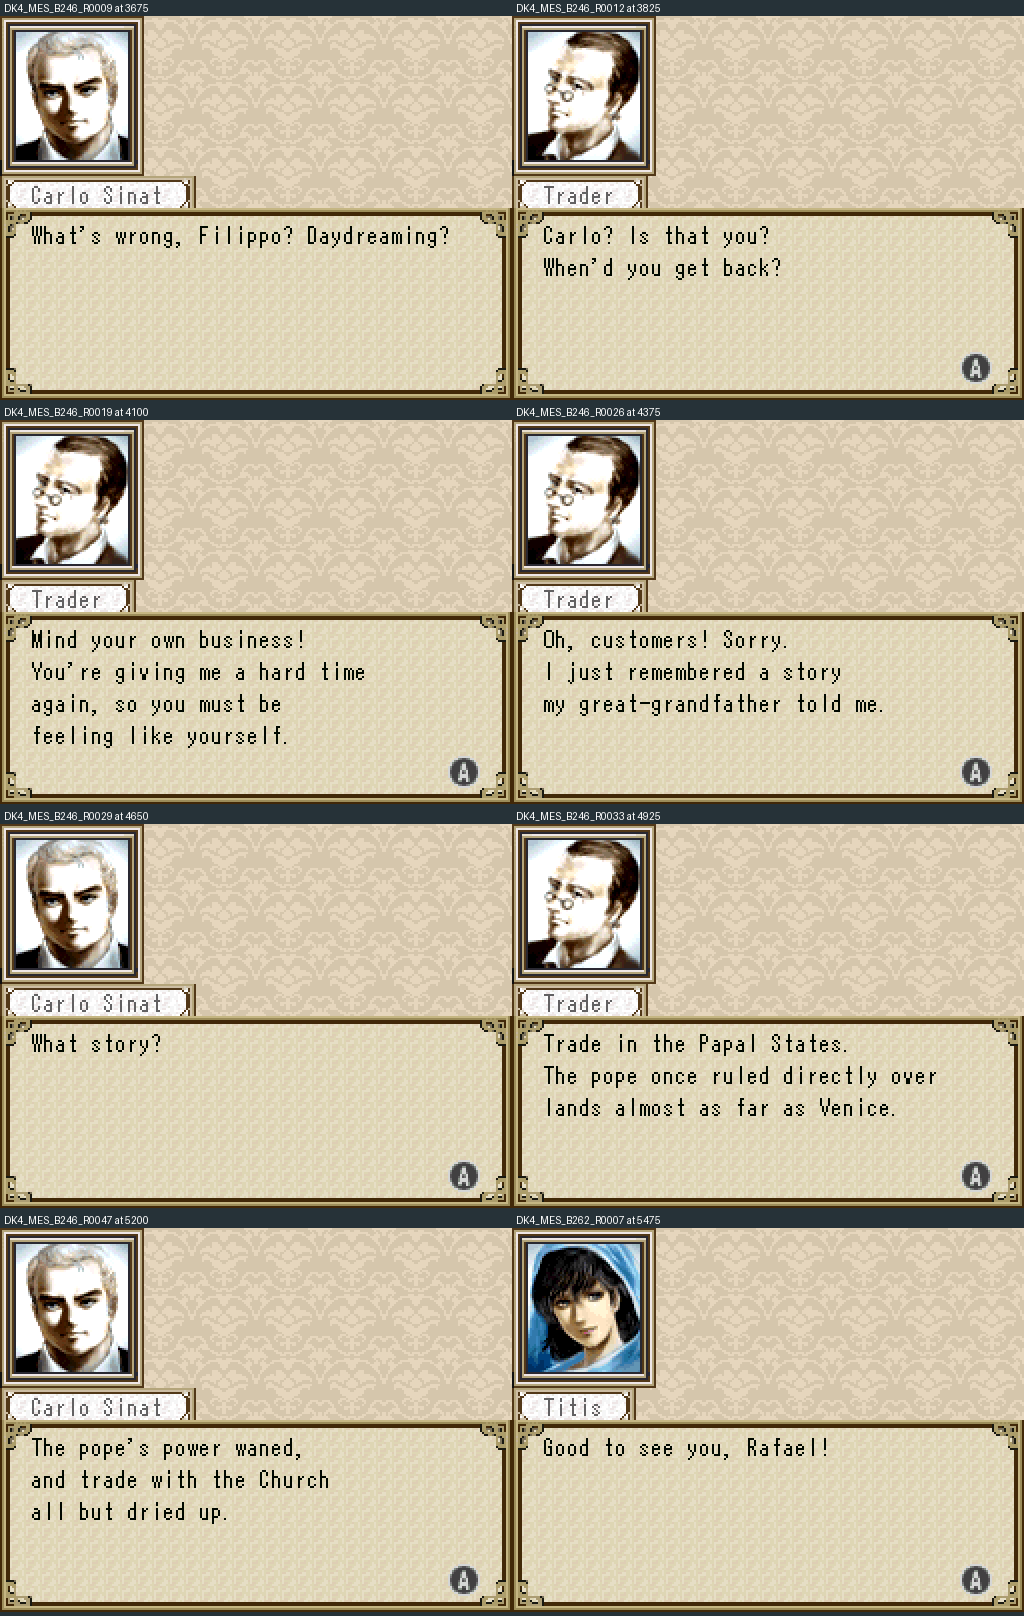 DK4_MES_B246_R0009 at 3675
Carlo Sinat
What's wrong, Filippo? Daydreaming?
DK4_MES_B246_R0012 at 3825
Trader
Carlo? Is that you?
When'd you get back?
A
DK4_MES_B246_R0019 at 4100
Trader
Mind your own business!
You're giving me a hard time
again, so you must be
feeling like yourself.
A
DK4_MES_B246_R0026 at 4375
Trader
Oh, customers! Sorry.
I just remembered a story
my great-grandfather told me.
A
DK4_MES_B246_R0029 at 4650
Carlo Sinat
What story?
A
DK4_MES_B246_R0033 at 4925
Trader
Trade in the Papal States.
The pope once ruled directly over
lands almost as far as Venice.
A
DK4_MES_B246_R0047 at 5200
Carlo Sinat
The pope's power waned,
and trade with the Church
all but dried up.
A
DK4_MES_B262_R0007 at 5475
Titis
Good to see you, Rafael!
A